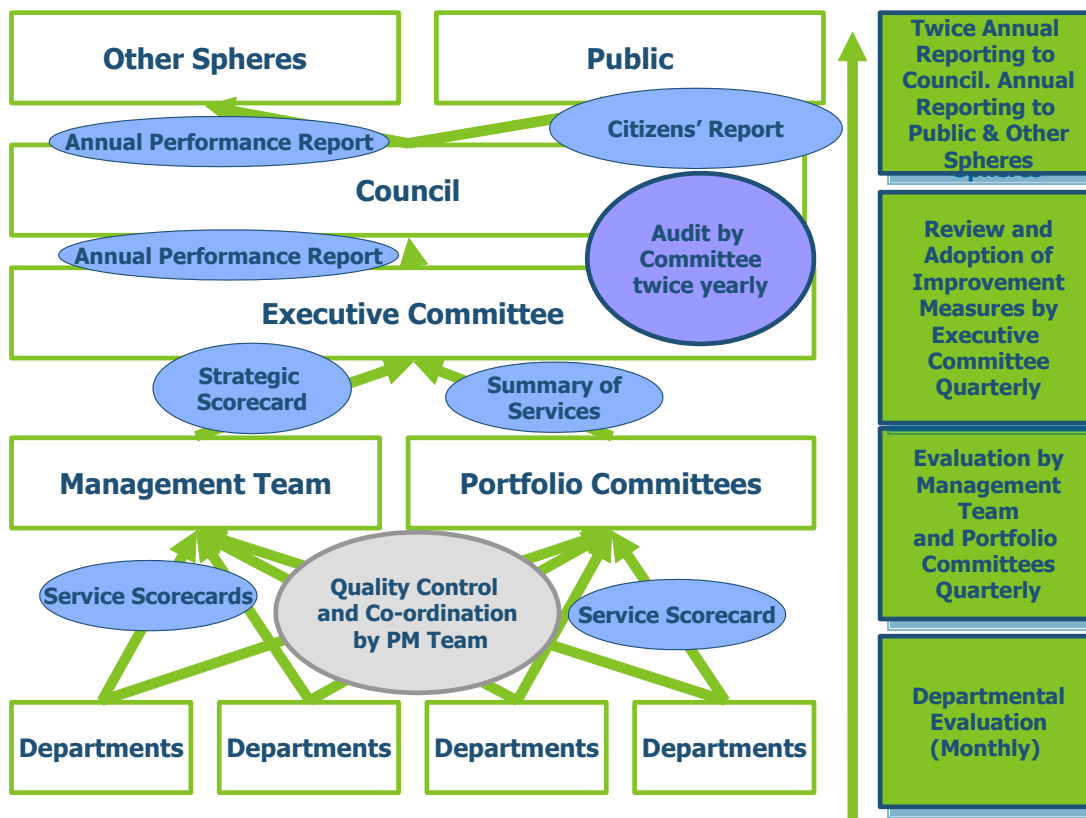 Other Spheres
Public
Annual Performance Report
Citizens' Report
Council
Annual Performance Report
Audit by
Committee
twice yearly
Executive Committee
Strategic
Scorecard
Summary of
Services
Management Team
Portfolio Committees
Service Scorecards
Quality Control
and Co-ordination
by PM Team
Service Scorecard
Departments
Departments
Departments
Departments
Twice Annual
Reporting to
Council. Annual
Reporting to
Public & Other
Spheres
Spheres
Review and
Adoption of
Improvement
Measures by
Executive
Committee
Quarterly
Evaluation by
Management
Team
and Portfolio
Committees
Quarterly
Departmental
Evaluation
(Monthly)